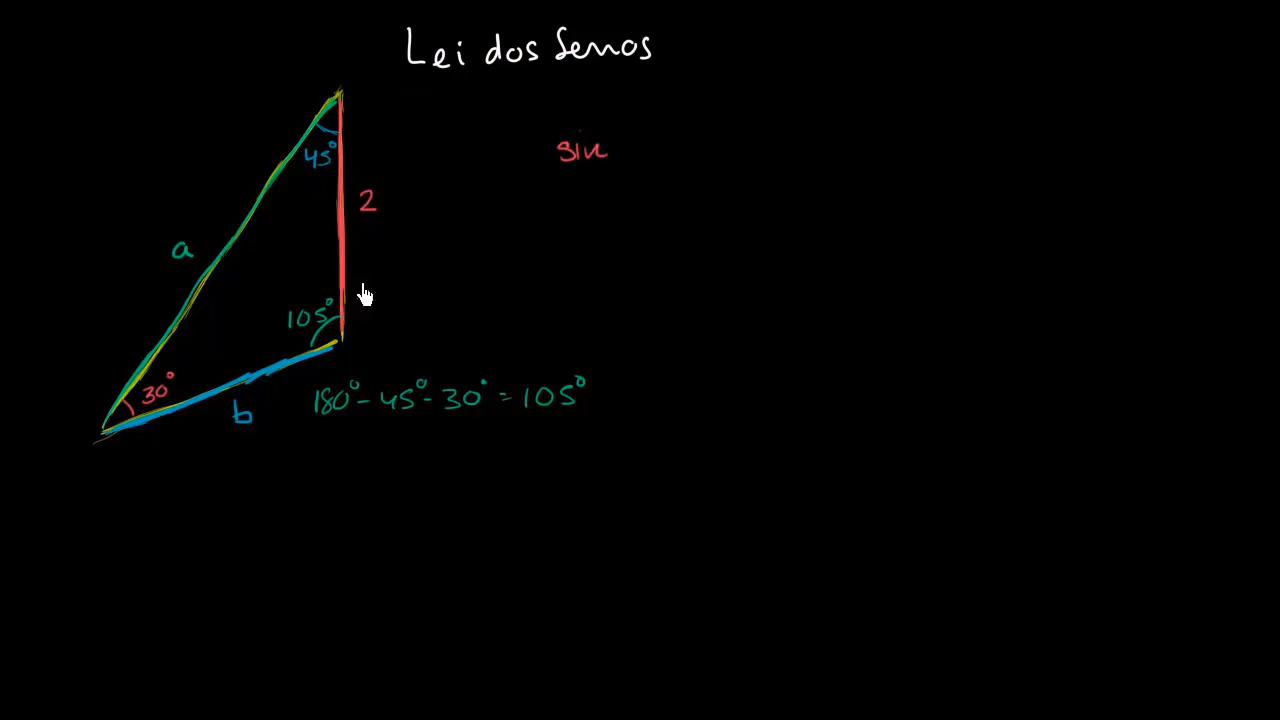 Lei dos Senos
sin
45°
2
a
105°
30°
b
180° - 45° - 30° = 105°